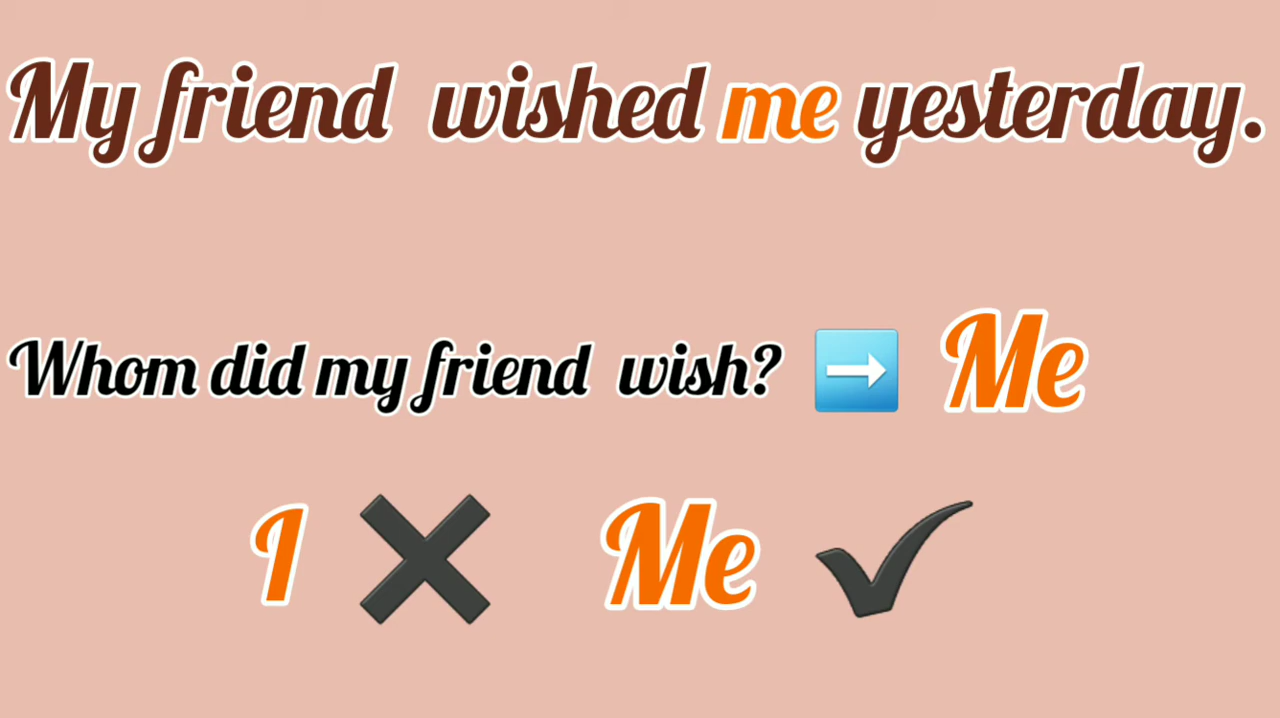 My friend wished me yesterday.
Whom did my friend wish? ➡ Me
I ✖ Me ✔